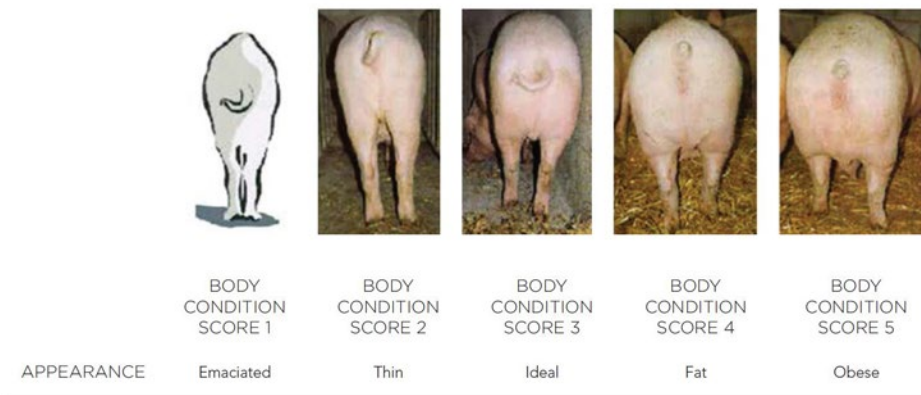 BODY CONDITION SCORE 1
BODY CONDITION SCORE 2
BODY CONDITION SCORE 3
BODY CONDITION SCORE 4
BODY CONDITION SCORE 5
APPEARANCE Emaciated Thin Ideal Fat Obese